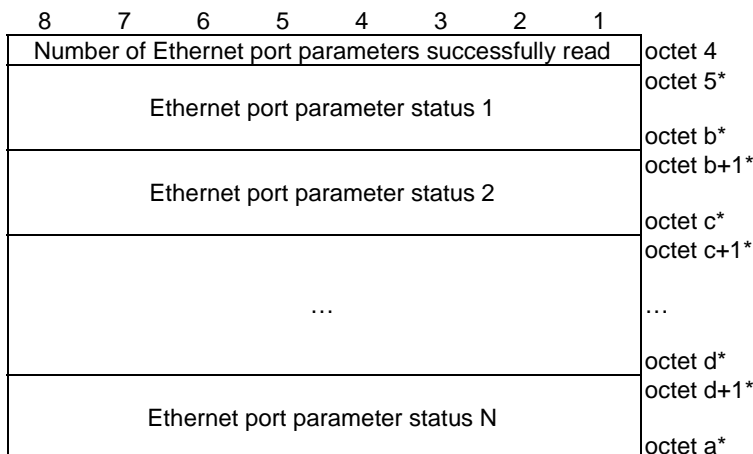 8 7 6 5 4 3 2 1
Number of Ethernet port parameters successfully read octet 4
octet 5*
Ethernet port parameter status 1
octet b*
octet b+1*
Ethernet port parameter status 2
octet c*
octet c+1*
… …
octet d*
octet d+1*
Ethernet port parameter status N
octet a*